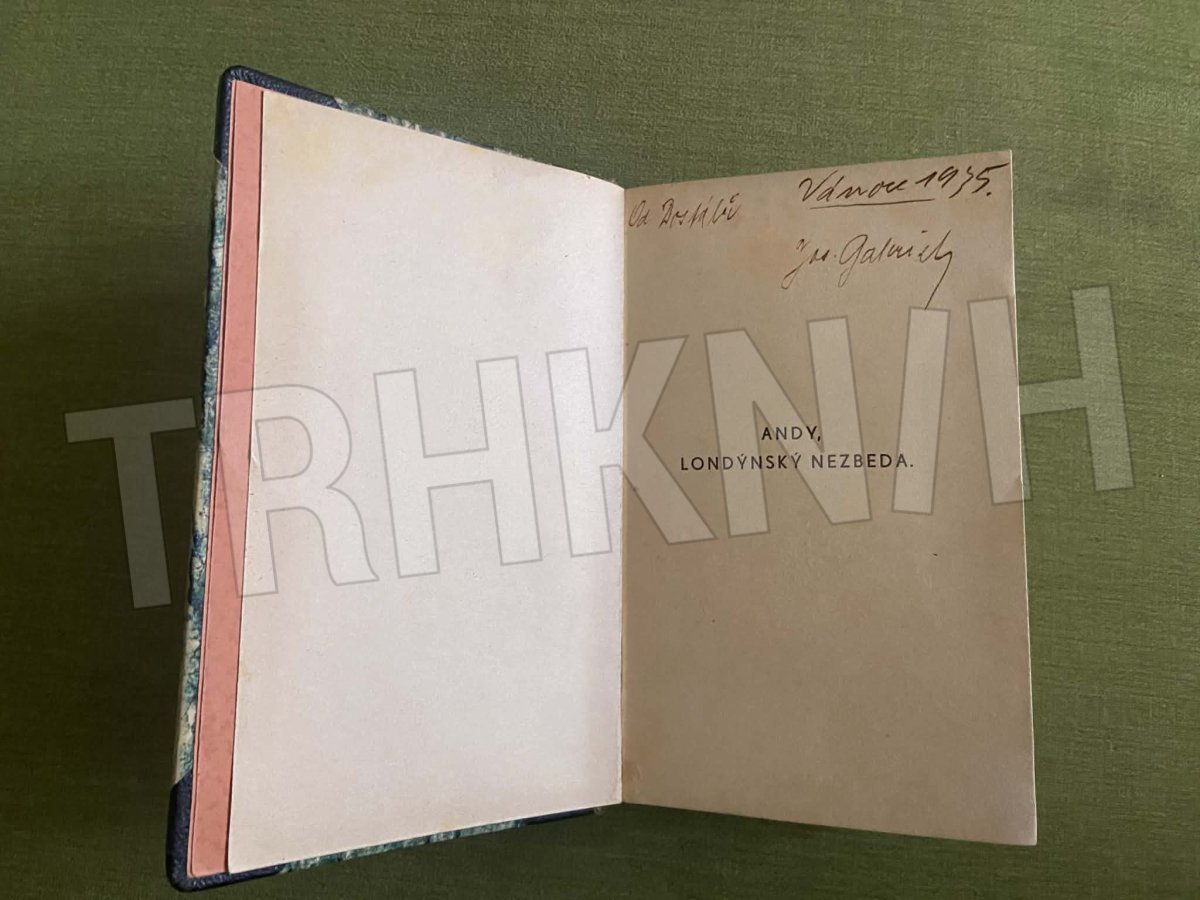 Vánoce 1935.
Od Dostálů
Jos. Gabriel
ANDY,
LONDÝNSKÝ NEZBEDA.
TRHKNIH